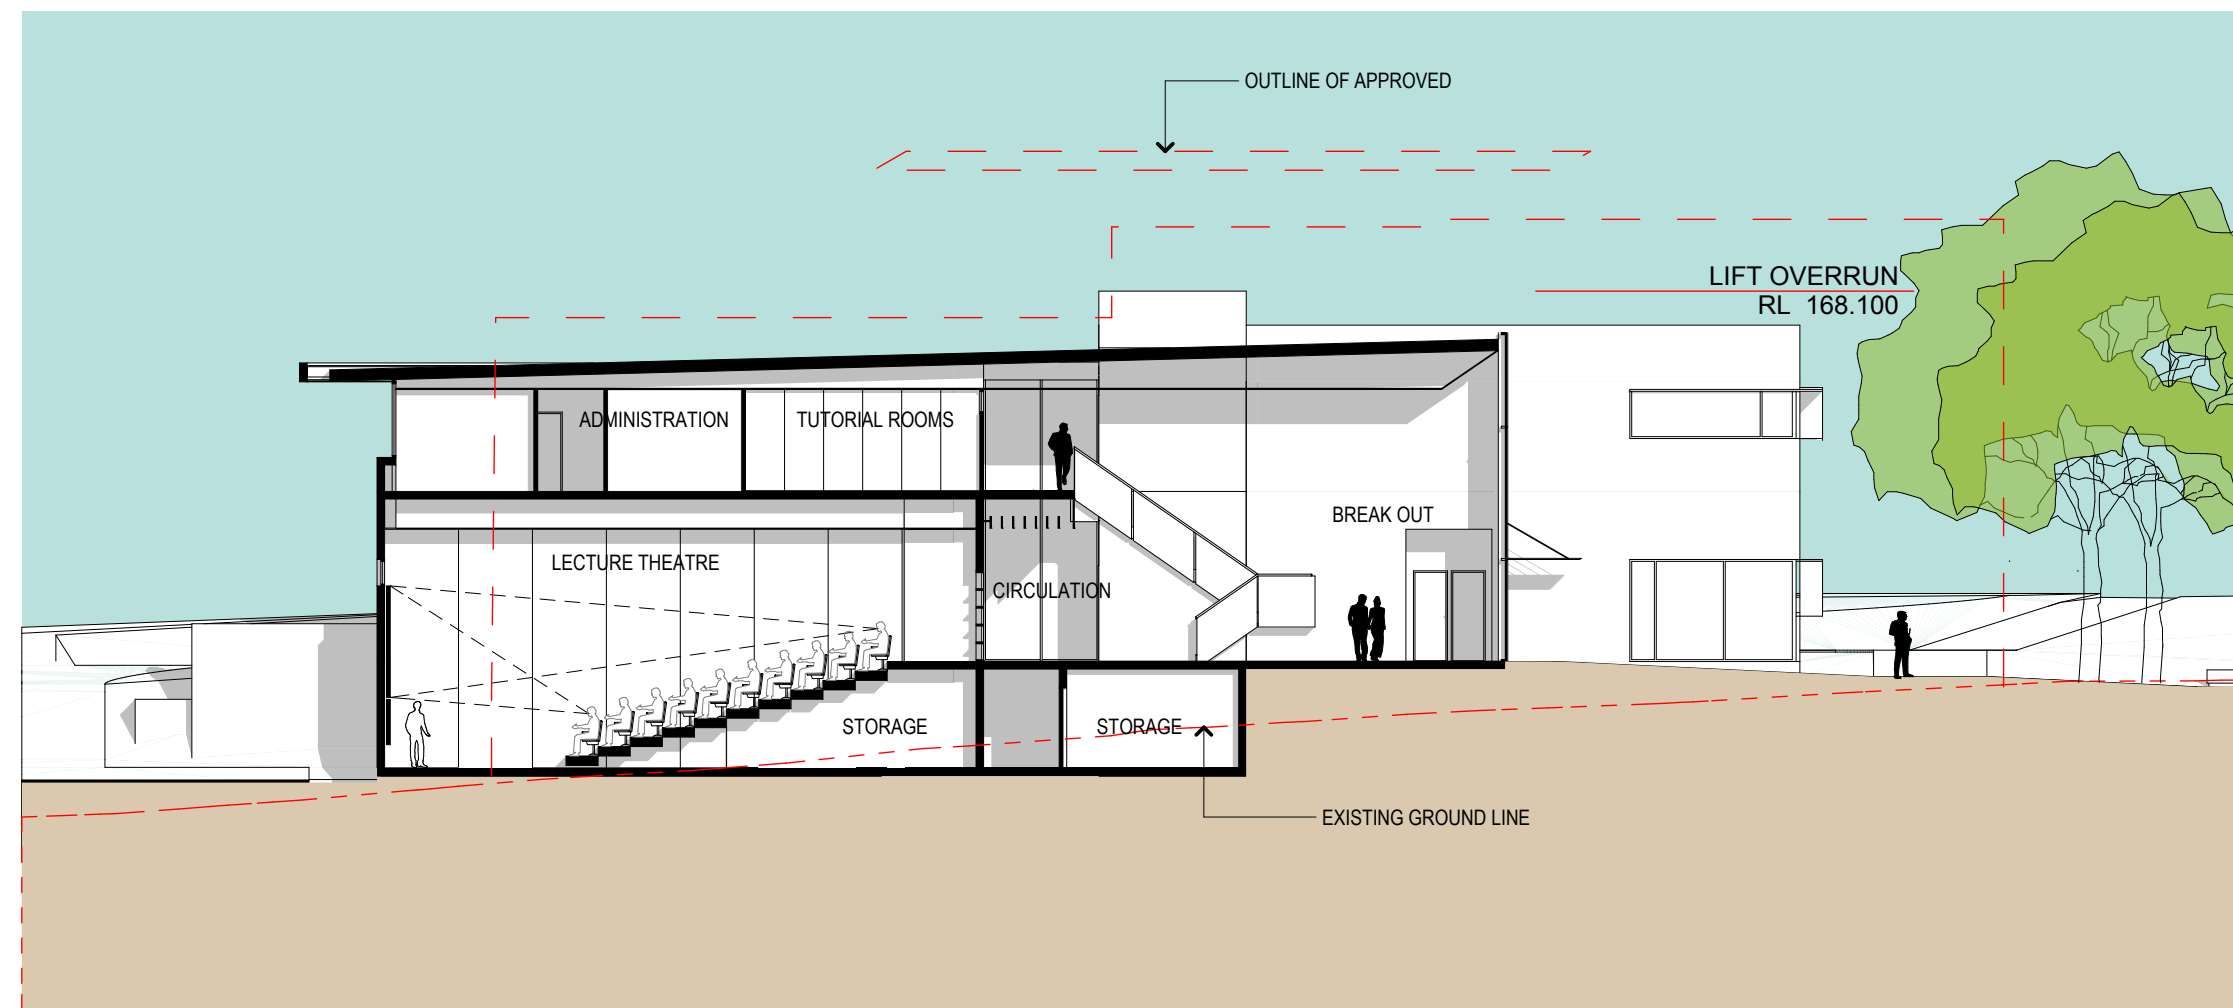 OUTLINE OF APPROVED
LIFT OVERRUN
RL 168.100
ADMINISTRATION
TUTORIAL ROOMS
BREAK OUT
LECTURE THEATRE
CIRCULATION
STORAGE
STORAGE
EXISTING GROUND LINE